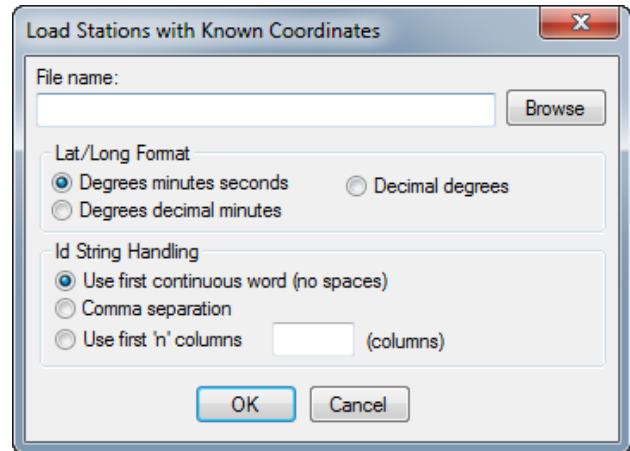 Load Stations with Known Coordinates
File name:
Browse
Lat/Long Format
Degrees minutes seconds
Decimal degrees
Degrees decimal minutes
Id String Handling
Use first continuous word (no spaces)
Comma separation
Use first 'n' columns (columns)
OK Cancel